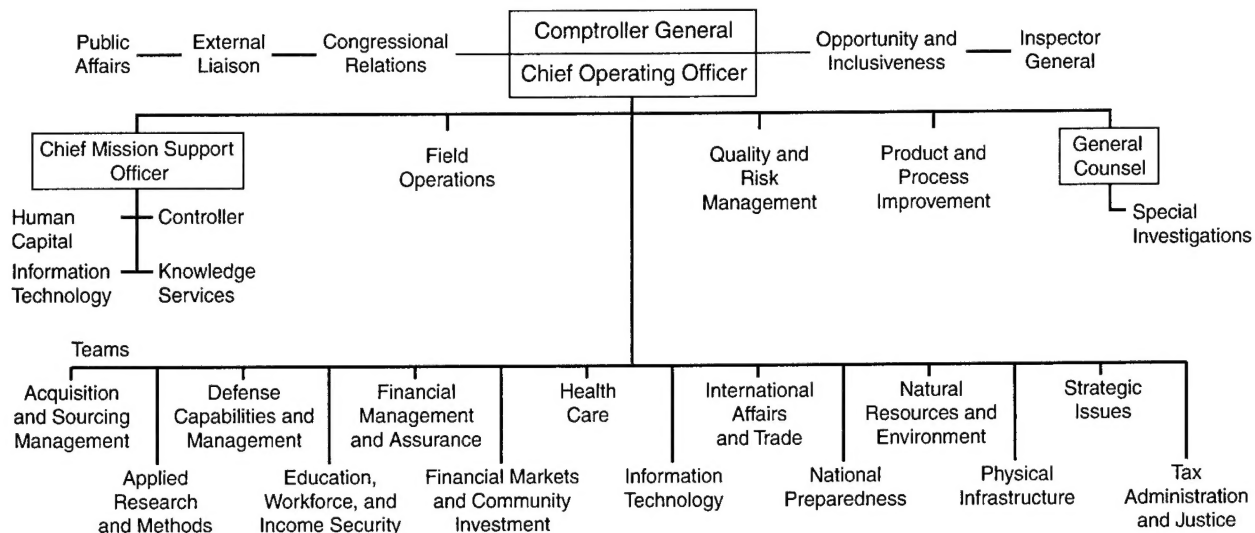 Comptroller General
Chief Operating Officer
Public
Affairs
External
Liaison
Congressional
Relations
Opportunity and
Inclusiveness
Inspector
General
Chief Mission Support
Officer
Field
Operations
Quality and
Risk
Management
Product and
Process
Improvement
General
Counsel
Special
Investigations
Human
Capital
Controller
Information
Technology
Knowledge
Services
Teams
Acquisition
and Sourcing
Management
Applied
Research
and Methods
Defense
Capabilities and
Management
Education,
Workforce, and
Income Security
Financial
Management
and Assurance
Financial Markets
and Community
Investment
Health
Care
Information
Technology
International
Affairs
and Trade
National
Preparedness
Natural
Resources and
Environment
Physical
Infrastructure
Strategic
Issues
Tax
Administration
and Justice